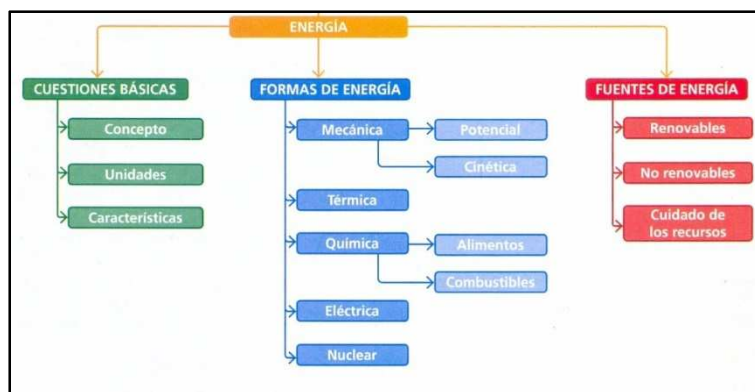 ENERGÍA
CUESTIONES BÁSICAS
Concepto
Unidades
Características
FORMAS DE ENERGÍA
Mecánica
Potencial
Cinética
Térmica
Química
Alimentos
Combustibles
Eléctrica
Nuclear
FUENTES DE ENERGÍA
Renovables
No renovables
Cuidado de
los recursos